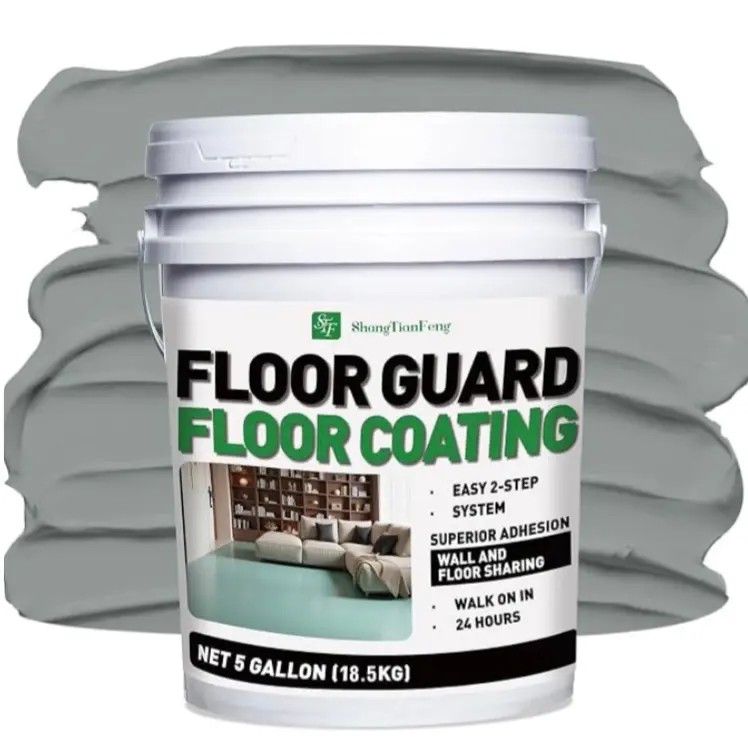 STF ShangTianFeng
FLOOR GUARD
FLOOR COATING
· EASY 2-STEP
· SYSTEM
SUPERIOR ADHESION
WALL AND
FLOOR SHARING
· WALK ON IN
· 24 HOURS
NET 5 GALLON (18.5KG)